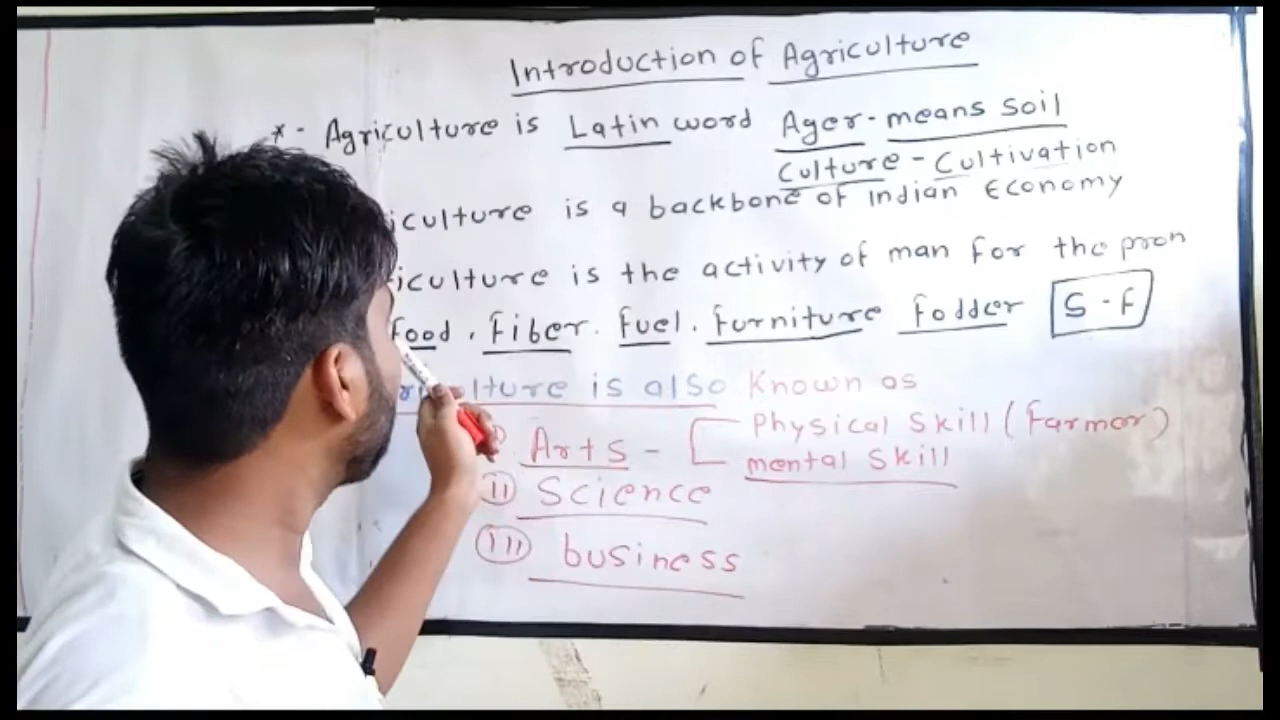 Introduction of Agriculture
* - Agriculture is Latin word Ager - means Soil
Culture - Cultivation
iculture is a backbone of Indian Economy
iculture is the activity of man for the pron
food, Fiber. Fuel. Furniture Fodder 5 - F
riculture is also Known as
Arts - Physical Skill (Farmer)
mental Skill
(II) Science
(III) business